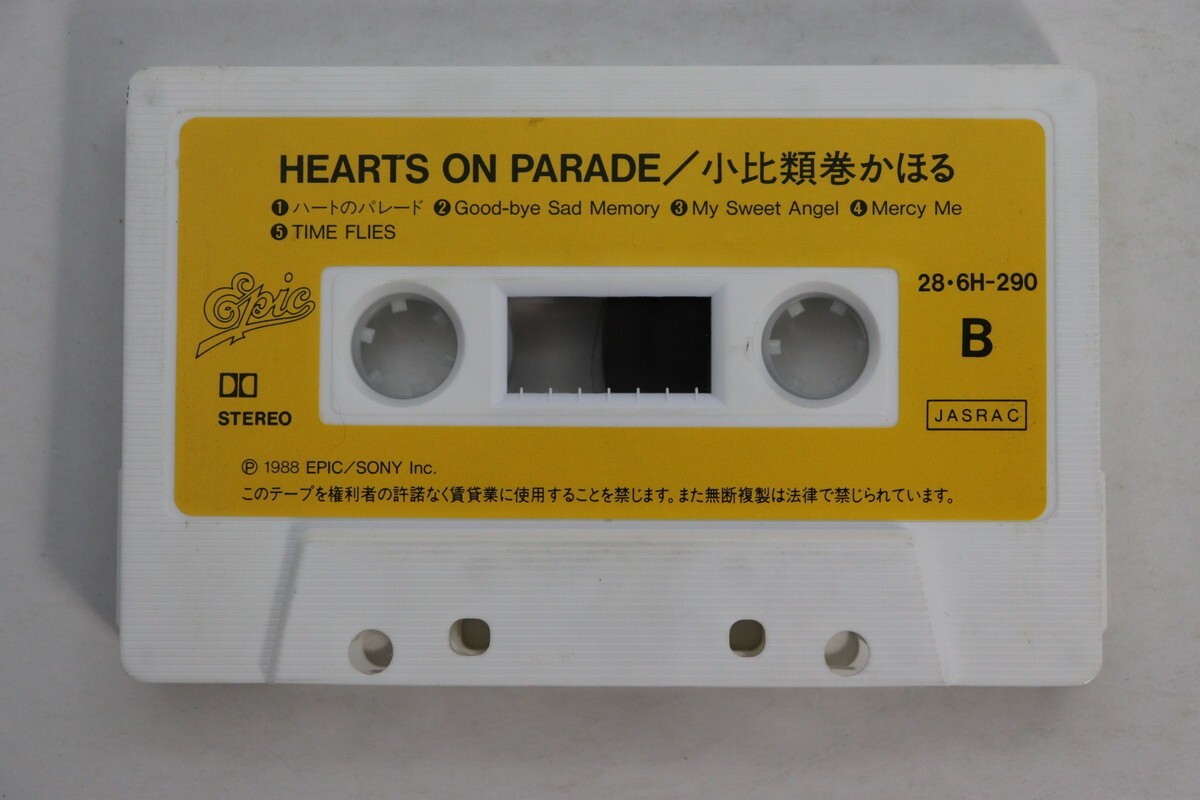 HEARTS ON PARADE／小比類巻かほる
❶ハートのパレード ❷Good-bye Sad Memory ❸My Sweet Angel ❹Mercy Me
❺TIME FLIES
Epic
28・6H-290
B
STEREO
JASRAC
Ⓟ 1988 EPIC／SONY Inc.
このテープを権利者の許諾なく賃貸業に使用することを禁じます。また無断複製は法律で禁じられています。